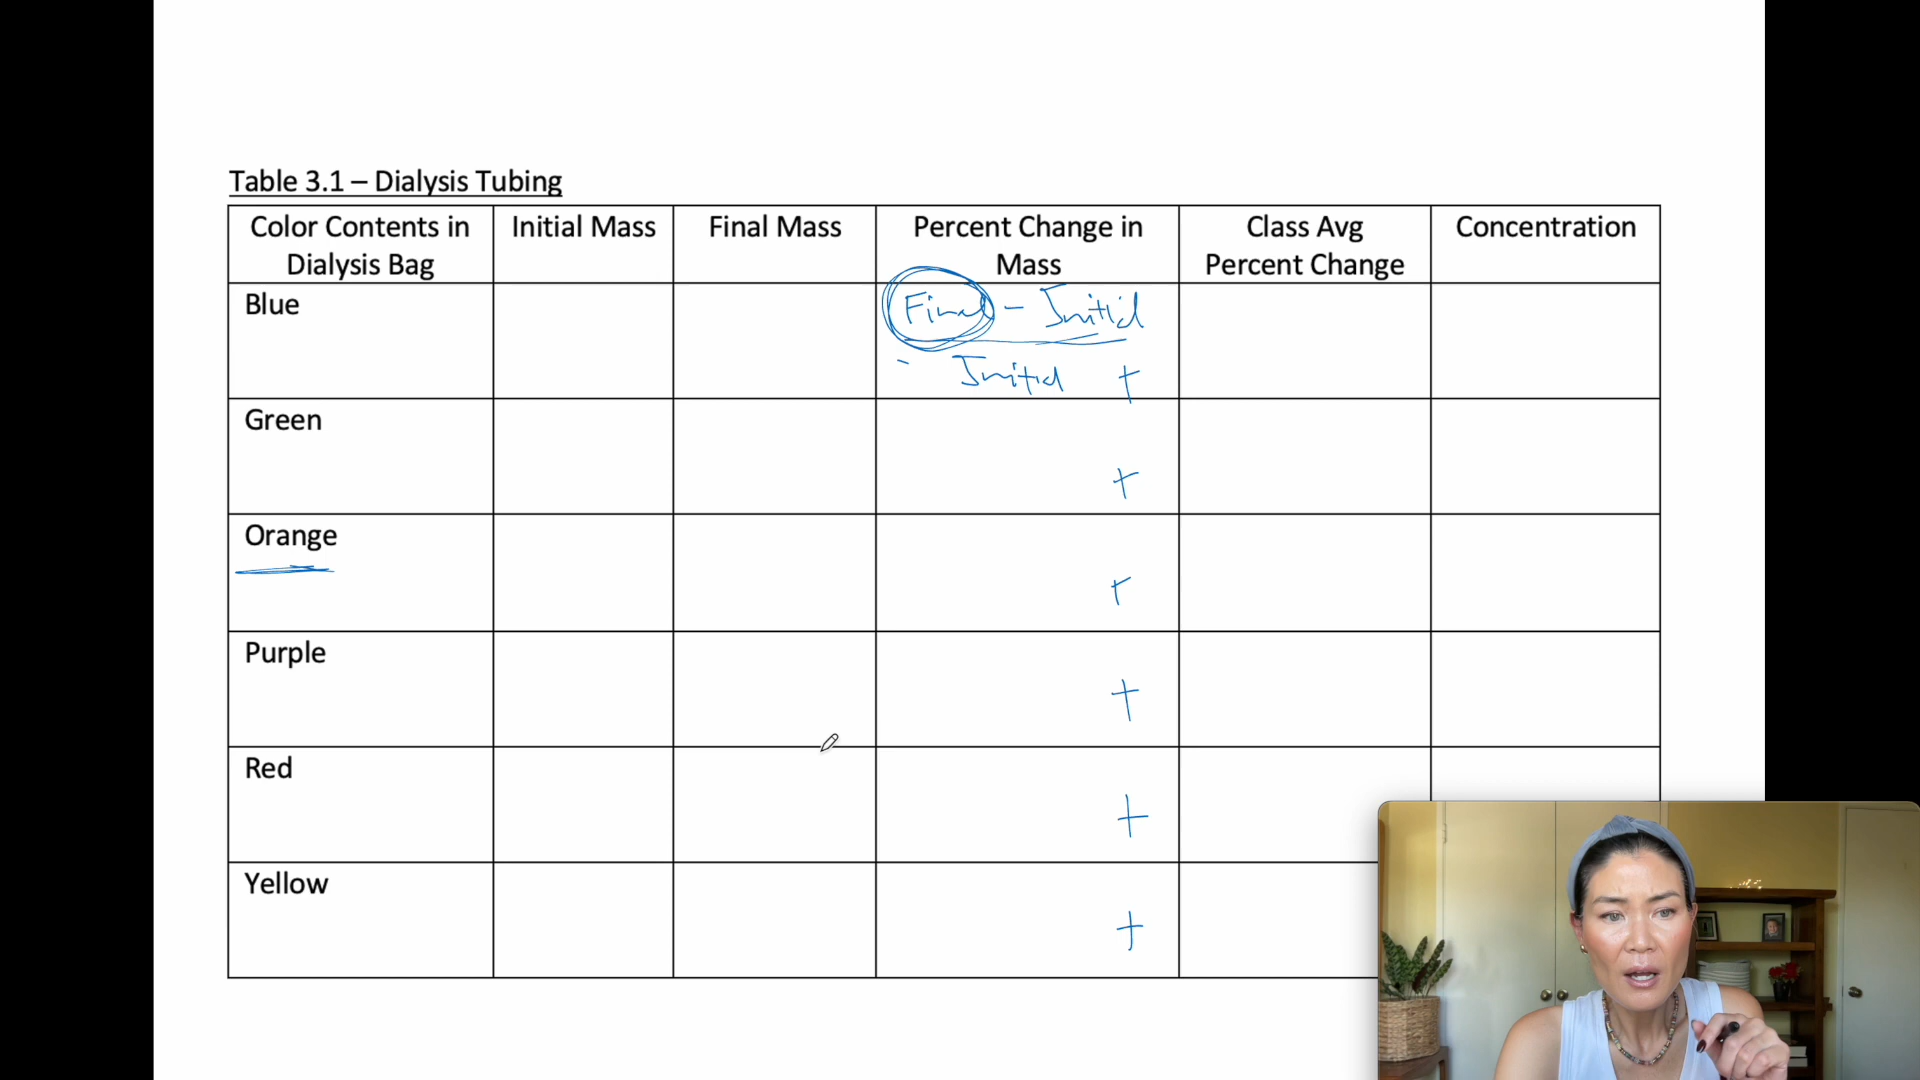 Table 3.1 – Dialysis Tubing
Color Contents in Dialysis Bag
Initial Mass
Final Mass
Percent Change in Mass
Class Avg Percent Change
Concentration
Blue
Final - Initial
- Initial +
Green
+
Orange
+
Purple
+
Red
+
Yellow
+